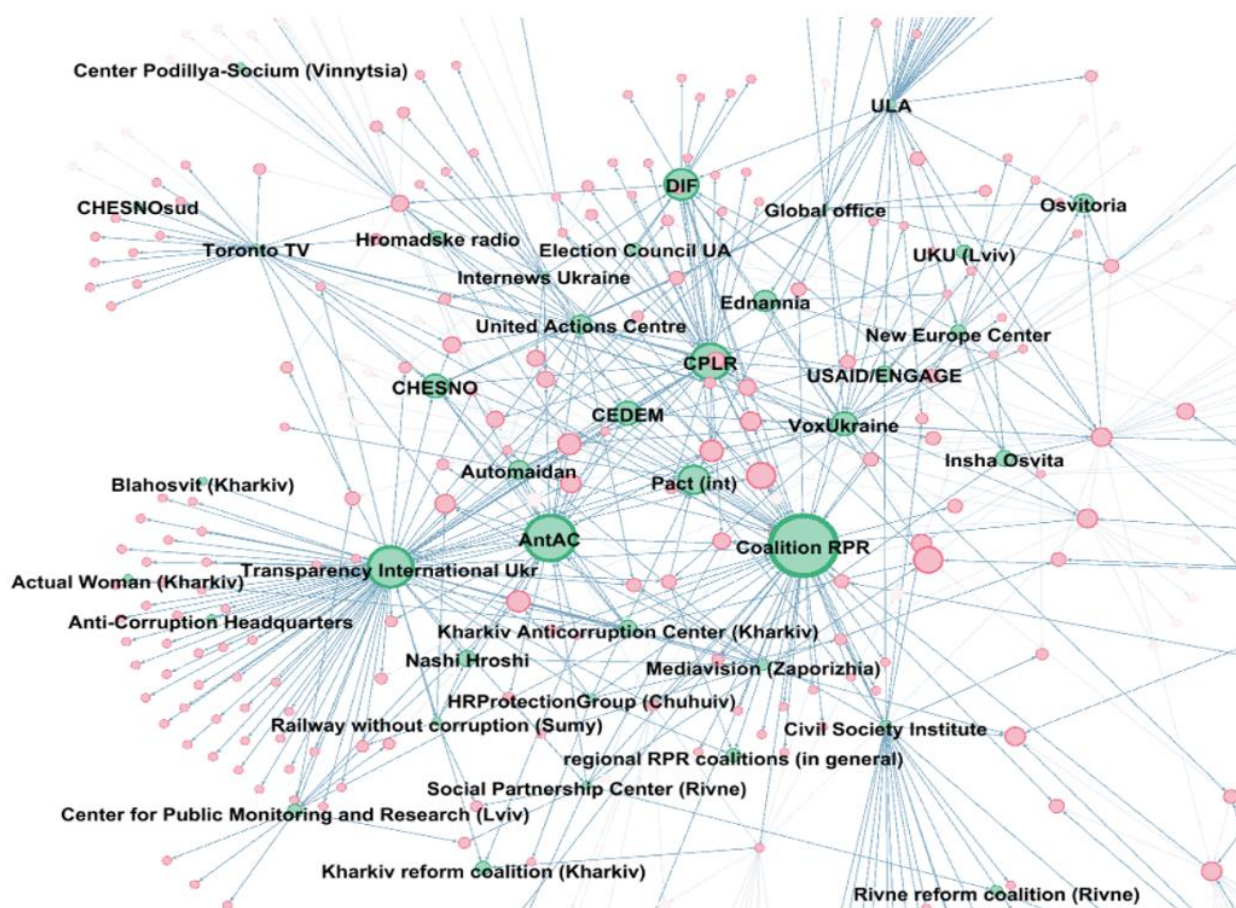 Center Podillya-Socium (Vinnytsia)
ULA
DIF
CHESNOsud
Global office
Osvitoria
Toronto TV
Hromadske radio
Election Council UA
UKU (Lviv)
Internews Ukraine
Ednannia
United Actions Centre
New Europe Center
CPLR
USAID/ENGAGE
CHESNO
CEDEM
VoxUkraine
Automaidan
Insha Osvita
Blahosvit (Kharkiv)
Pact (int)
AntAC
Coalition RPR
Transparency International Ukr
Actual Woman (Kharkiv)
Anti-Corruption Headquarters
Kharkiv Anticorruption Center (Kharkiv)
Nashi Hroshi
Mediavision (Zaporizhia)
HRProtectionGroup (Chuhuiv)
Railway without corruption (Sumy)
Civil Society Institute
regional RPR coalitions (in general)
Social Partnership Center (Rivne)
Center for Public Monitoring and Research (Lviv)
Kharkiv reform coalition (Kharkiv)
Rivne reform coalition (Rivne)